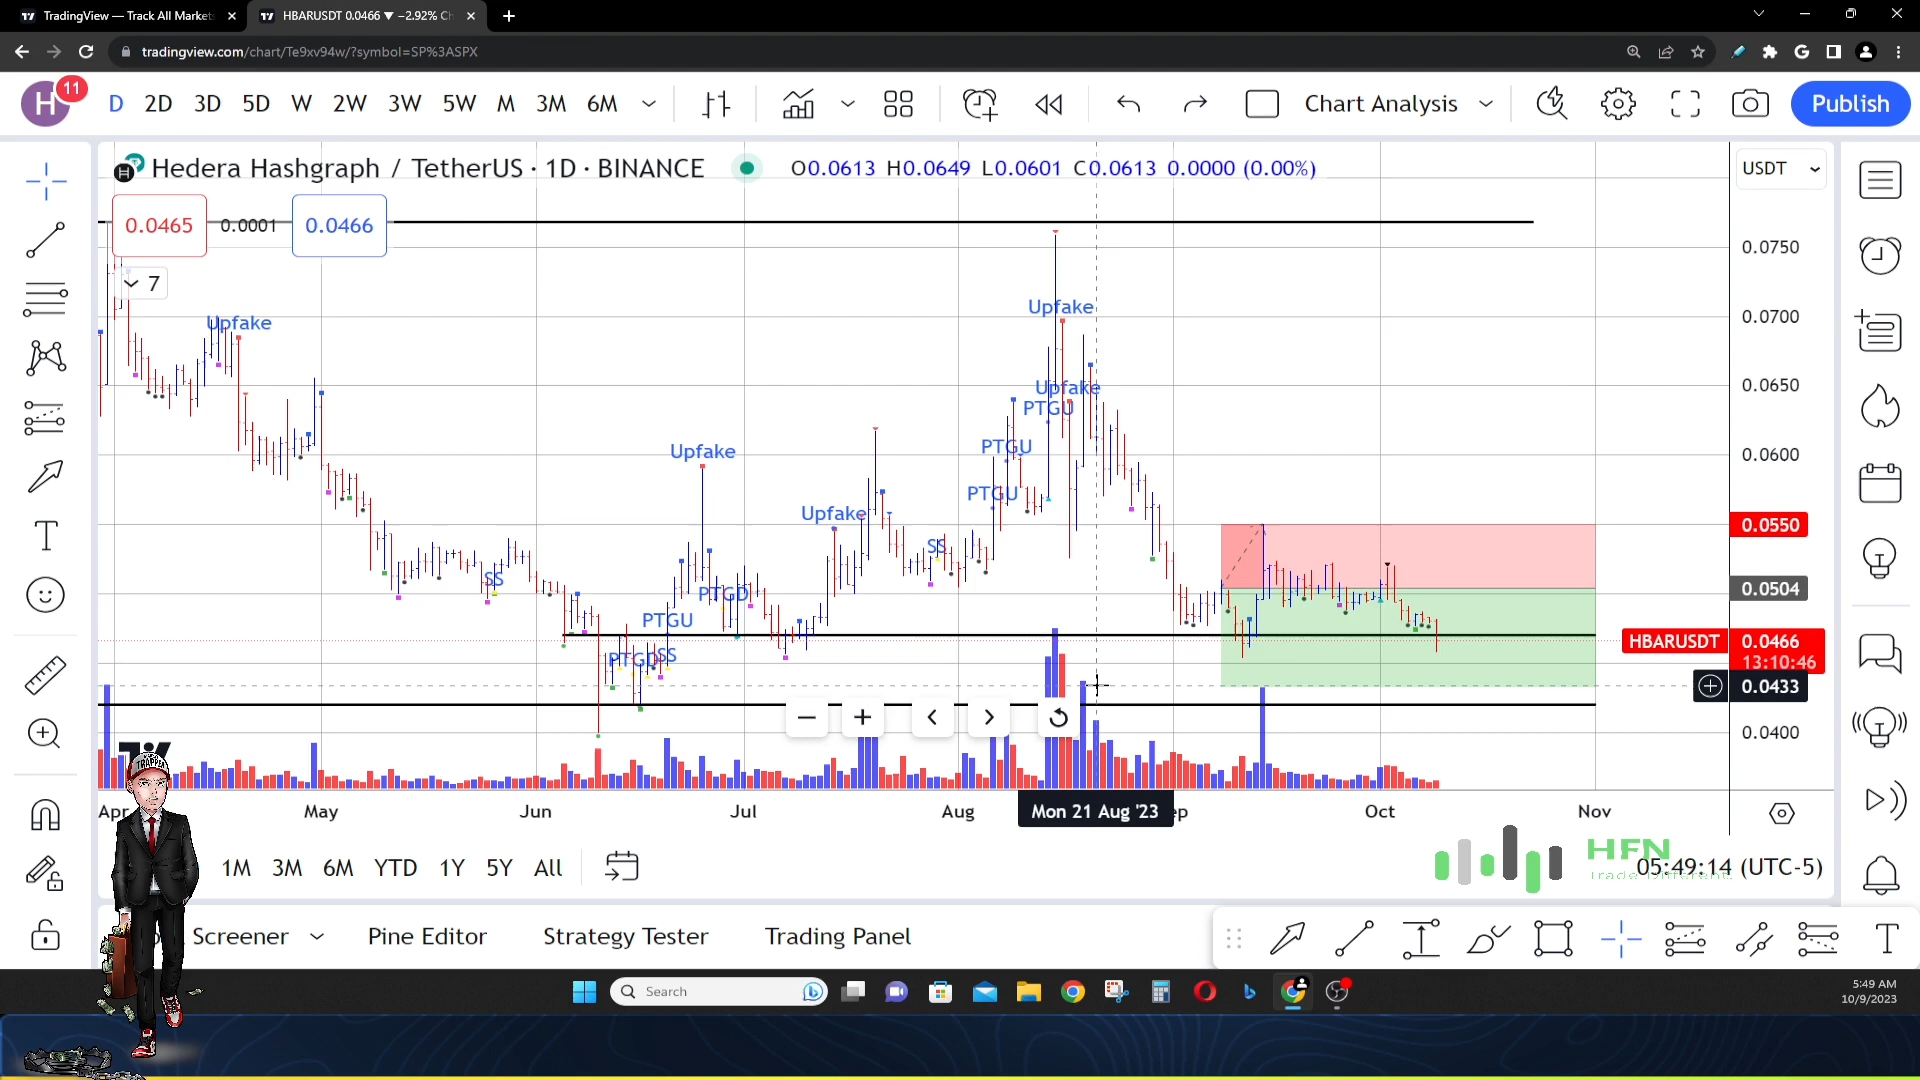 TradingView — Track All Market
HBARUSDT 0.0466 ▼ −2.92% Ch
tradingview.com/chart/Te9xv94w/?symbol=SP%3ASPX
H 11 D 2D 3D 5D W 2W 3W 5W M 3M 6M Chart Analysis Publish
Hedera Hashgraph / TetherUS · 1D · BINANCE O0.0613 H0.0649 L0.0601 C0.0613 0.0000 (0.00%) USDT
0.0465 0.0001 0.0466
7
0.0750
Upfake
0.0700
Upfake
0.0650
Upfake
PTGU
PTGU
Upfake
0.0600
PTGU
Upfake
0.0550
SS
SS
PTGD
0.0504
PTGU
HBARUSDT 0.0466
13:10:46
PTGD SS
0.0433
0.0400
TRAPPER
Apr May Jun Jul Aug Mon 21 Aug '23 ep Oct Nov
1M 3M 6M YTD 1Y 5Y All
HFN
05:49:14 (UTC-5)
Screener Pine Editor Strategy Tester Trading Panel
Search
5:49 AM
10/9/2023